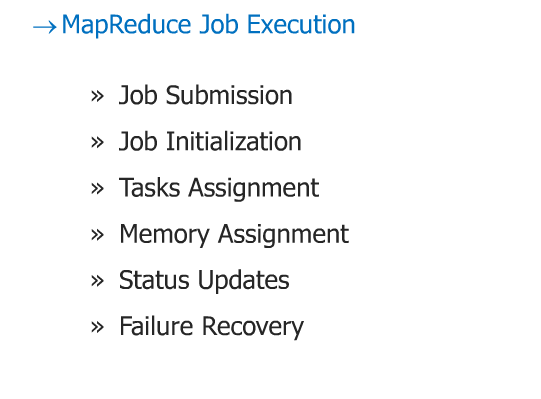 → MapReduce Job Execution
» Job Submission
» Job Initialization
» Tasks Assignment
» Memory Assignment
» Status Updates
» Failure Recovery